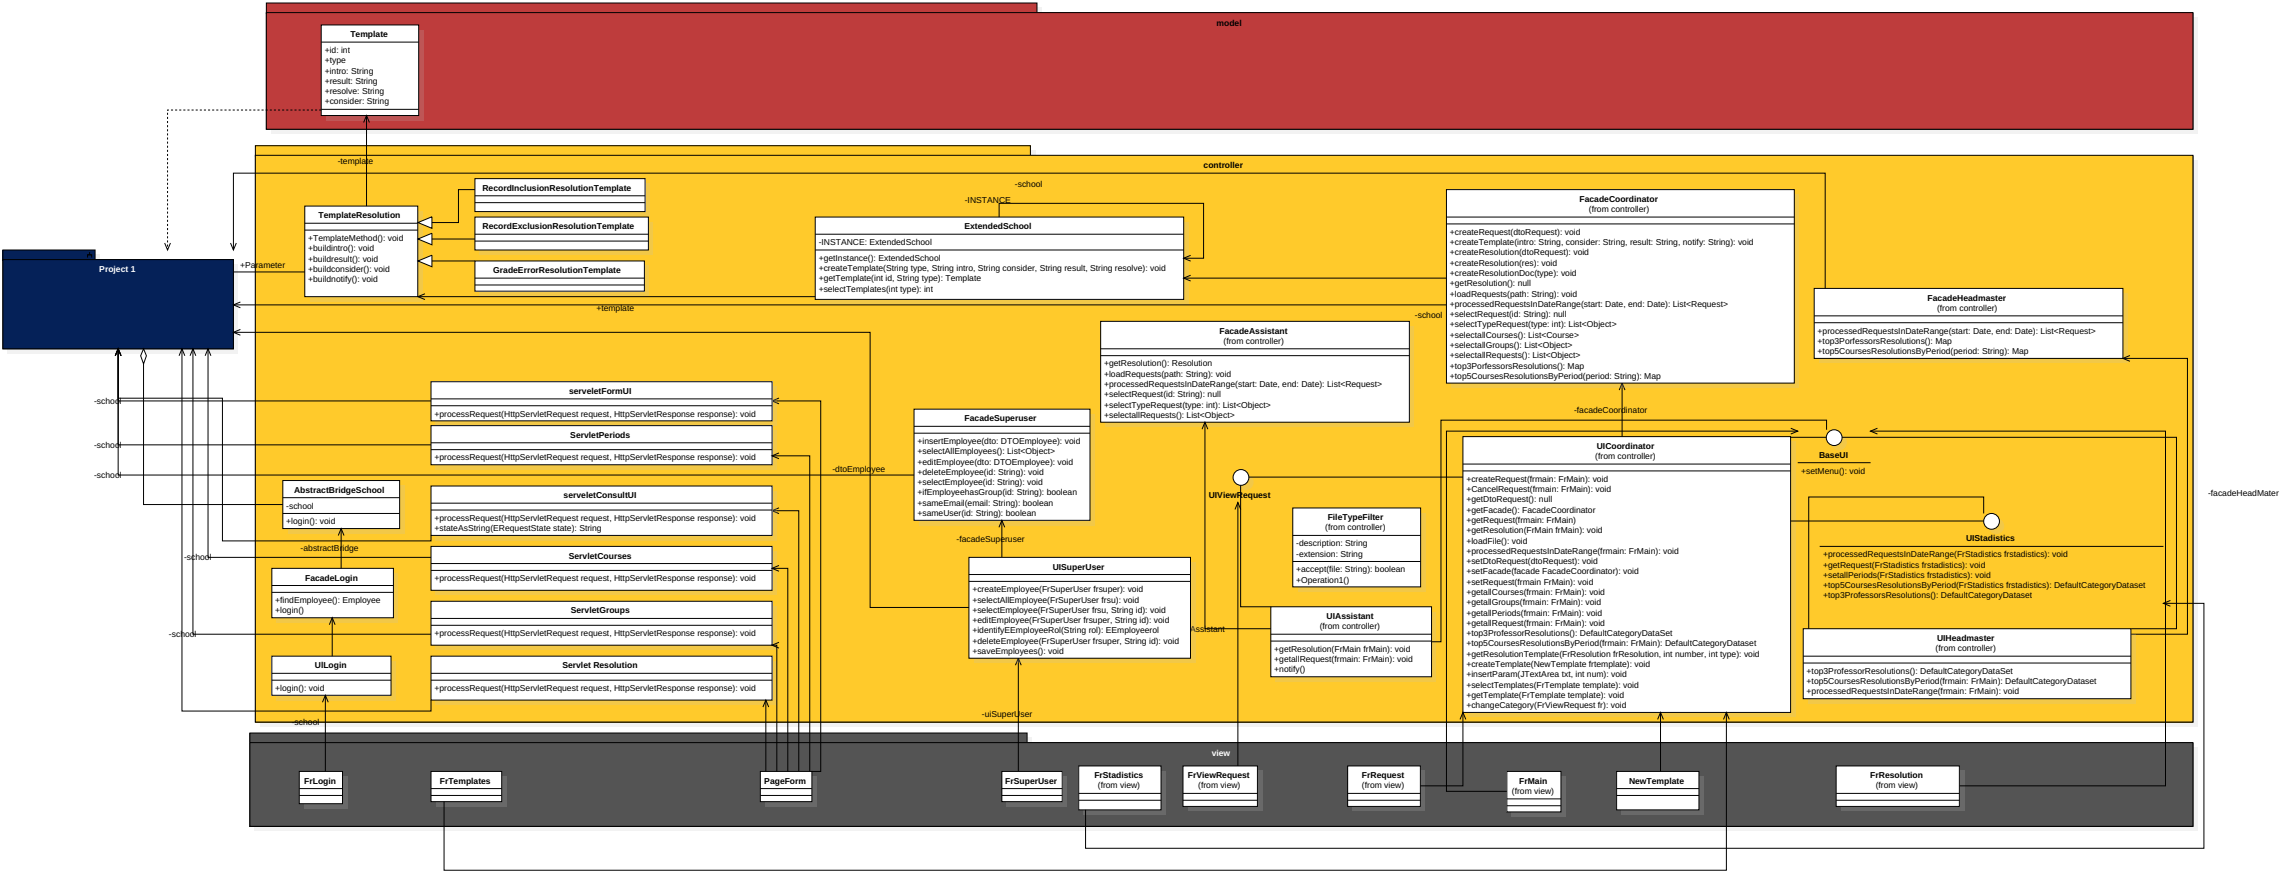 model
Template
+id: int
+type
+intro: String
+result: String
+resolve: String
+consider: String
-template
controller
-school
-INSTANCE
RecordInclusionResolutionTemplate
RecordExclusionResolutionTemplate
GradeErrorResolutionTemplate
TemplateResolution
+TemplateMethod(): void
+buildintro(): void
+buildresult(): void
+buildconsider(): void
+buildnotify(): void
Project 1
+Parameter
ExtendedSchool
-INSTANCE: ExtendedSchool
+getInstance(): ExtendedSchool
+createTemplate(String type, String intro, String consider, String result, String resolve): void
+getTemplate(int id, String type): Template
+selectTemplates(int type): int
+template
FacadeCoordinator
(from controller)
+createRequest(dtoRequest): void
+createTemplate(intro: String, consider: String, result: String, notify: String): void
+createResolution(dtoRequest): void
+createResolution(res): void
+createResolutionDoc(type): void
+getResolution(): null
+loadRequests(path: String): void
+processedRequestsInDateRange(start: Date, end: Date): List<Request>
+selectRequest(id: String): null
+selectTypeRequest(type: int): List<Object>
+selectallCourses(): List<Course>
+selectallGroups(): List<Object>
+selectallRequests(): List<Object>
+top3PorfessorsResolutions(): Map
+top5CoursesResolutionsByPeriod(period: String): Map
-school
FacadeHeadmaster
(from controller)
+processedRequestsInDateRange(start: Date, end: Date): List<Request>
+top3PorfessorsResolutions(): Map
+top5CoursesResolutionsByPeriod(period: String): Map
FacadeAssistant
(from controller)
+getResolution(): Resolution
+loadRequests(path: String): void
+processedRequestsInDateRange(start: Date, end: Date): List<Request>
+selectRequest(id: String): null
+selectTypeRequest(type: int): List<Object>
+selectallRequests(): List<Object>
serveletFormUI
+processRequest(HttpServletRequest request, HttpServletResponse response): void
-school
ServletPeriods
+processRequest(HttpServletRequest request, HttpServletResponse response): void
-school
-school
FacadeSuperuser
+insertEmployee(dto: DTOEmployee): void
+selectAllEmployees(): List<Object>
+editEmployee(dto: DTOEmployee): void
+deleteEmployee(id: String): void
+selectEmployee(id: String): void
+ifEmployeehasGroup(id: String): boolean
+sameEmail(email: String): boolean
+sameUser(id: String): boolean
-dtoEmployee
-facadeCoordinator
AbstractBridgeSchool
-school
+login(): void
serveletConsultUI
+processRequest(HttpServletRequest request, HttpServletResponse response): void
+stateAsString(ERequestState state): String
-abstractBridge
-school
ServletCourses
+processRequest(HttpServletRequest request, HttpServletResponse response): void
FacadeLogin
+findEmployee(): Employee
+login()
ServletGroups
+processRequest(HttpServletRequest request, HttpServletResponse response): void
-school
UILogin
+login(): void
Servlet Resolution
+processRequest(HttpServletRequest request, HttpServletResponse response): void
-school
-facadeSuperuser
UISuperUser
+createEmployee(FrSuperUser frsuper): void
+selectAllEmployee(FrSuperUser frsu): void
+selectEmployee(FrSuperUser frsu, String id): void
+editEmployee(FrSuperUser frsuper, String id): void
+identifyEEmployeeRol(String rol): EEmployeerol
+deleteEmployee(FrSuperUser frsuper, String id): void
+saveEmployees(): void
-uiSuperUser
UIViewRequest
FileTypeFilter
(from controller)
-description: String
-extension: String
+accept(file: String): boolean
+Operation1()
Assistant
UIAssistant
(from controller)
+getResolution(FrMain frMain): void
+getallRequest(frmain: FrMain): void
+notify()
UICoordinator
(from controller)
+createRequest(frmain: FrMain): void
+CancelRequest(frmain: FrMain): void
+getDtoRequest(): null
+getFacade(): FacadeCoordinator
+getRequest(frmain: FrMain)
+getResolution(FrMain frMain): void
+loadFile(): void
+processedRequestsInDateRange(frmain: FrMain): void
+setDtoRequest(dtoRequest): void
+setFacade(facade FacadeCoordinator): void
+setRequest(frmain FrMain): void
+getallCourses(frmain: FrMain): void
+getallGroups(frmain: FrMain): void
+getallPeriods(frmain: FrMain): void
+getallRequest(frmain: FrMain): void
+top3ProfessorResolutions(): DefaultCategoryDataSet
+top5CoursesResolutionsByPeriod(frmain: FrMain): DefaultCategoryDataset
+getResolutionTemplate(FrResolution frResolution, int number, int type): void
+createTemplate(NewTemplate frtemplate): void
+insertParam(JTextArea txt, int num): void
+selectTemplates(FrTemplate template): void
+getTemplate(FrTemplate template): void
+changeCategory(FrViewRequest fr): void
BaseUI
+setMenu(): void
-facadeHeadMater
UIStadistics
+processedRequestsInDateRange(FrStadistics frstadistics): void
+getRequest(FrStadistics frstadistics): void
+setallPeriods(FrStadistics frstadistics): void
+top5CoursesResolutionsByPeriod(FrStadistics frstadistics): DefaultCategoryDataset
+top3ProfessorsResolutions(): DefaultCategoryDataset
UIHeadmaster
(from controller)
+top3ProfessorResolutions(): DefaultCategoryDataSet
+top5CoursesResolutionsByPeriod(frmain: FrMain): DefaultCategoryDataset
+processedRequestsInDateRange(frmain: FrMain): void
view
FrLogin
FrTemplates
PageForm
FrSuperUser
FrStadistics
(from view)
FrViewRequest
(from view)
FrRequest
(from view)
FrMain
(from view)
NewTemplate
FrResolution
(from view)